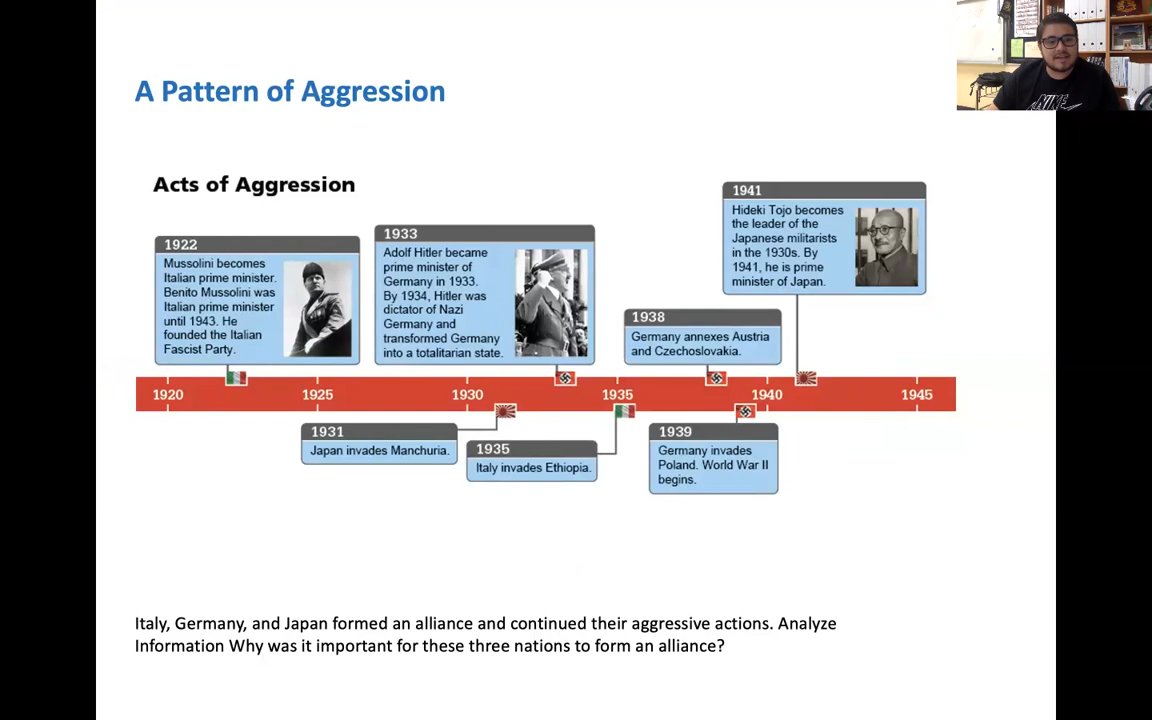 A Pattern of Aggression
Acts of Aggression
1922
Mussolini becomes
Italian prime minister.
Benito Mussolini was
Italian prime minister
until 1943. He
founded the Italian
Fascist Party.
1933
Adolf Hitler became
prime minister of
Germany in 1933.
By 1934, Hitler was
dictator of Nazi
Germany and
transformed Germany
into a totalitarian state.
1938
Germany annexes Austria
and Czechoslovakia.
1941
Hideki Tojo becomes
the leader of the
Japanese militarists
in the 1930s. By
1941, he is prime
minister of Japan.
1920 1925 1930 1935 1940 1945
1931
Japan invades Manchuria.
1935
Italy invades Ethiopia.
1939
Germany invades
Poland. World War II
begins.
Italy, Germany, and Japan formed an alliance and continued their aggressive actions. Analyze
Information Why was it important for these three nations to form an alliance?
NIKE